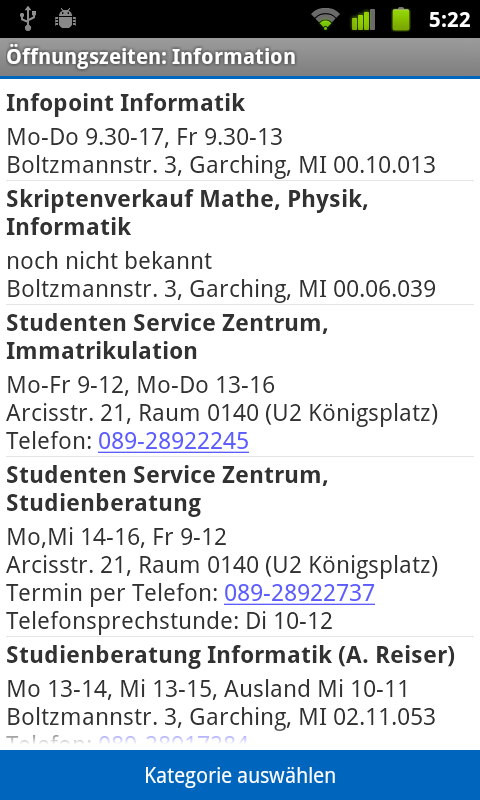 5:22
Öffnungszeiten: Information
Infopoint Informatik
Mo-Do 9.30-17, Fr 9.30-13
Boltzmannstr. 3, Garching, MI 00.10.013
Skriptenverkauf Mathe, Physik,
Informatik
noch nicht bekannt
Boltzmannstr. 3, Garching, MI 00.06.039
Studenten Service Zentrum,
Immatrikulation
Mo-Fr 9-12, Mo-Do 13-16
Arcisstr. 21, Raum 0140 (U2 Königsplatz)
Telefon: 089-28922245
Studenten Service Zentrum,
Studienberatung
Mo,Mi 14-16, Fr 9-12
Arcisstr. 21, Raum 0140 (U2 Königsplatz)
Termin per Telefon: 089-28922737
Telefonsprechstunde: Di 10-12
Studienberatung Informatik (A. Reiser)
Mo 13-14, Mi 13-15, Ausland Mi 10-11
Boltzmannstr. 3, Garching, MI 02.11.053
Telefon:
Kategorie auswählen